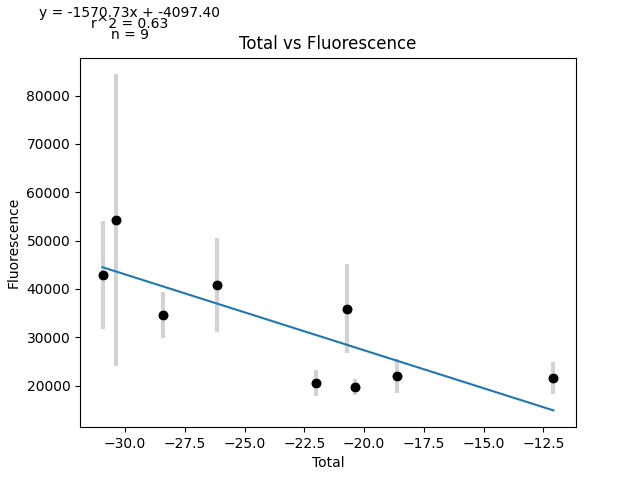 y = -1570.73x + -4097.40
r^2 = 0.63
n = 9
Total vs Fluorescence
80000
70000
60000
50000
40000
30000
20000
Fluorescence
−30.0 −27.5 −25.0 −22.5 −20.0 −17.5 −15.0 −12.5
Total